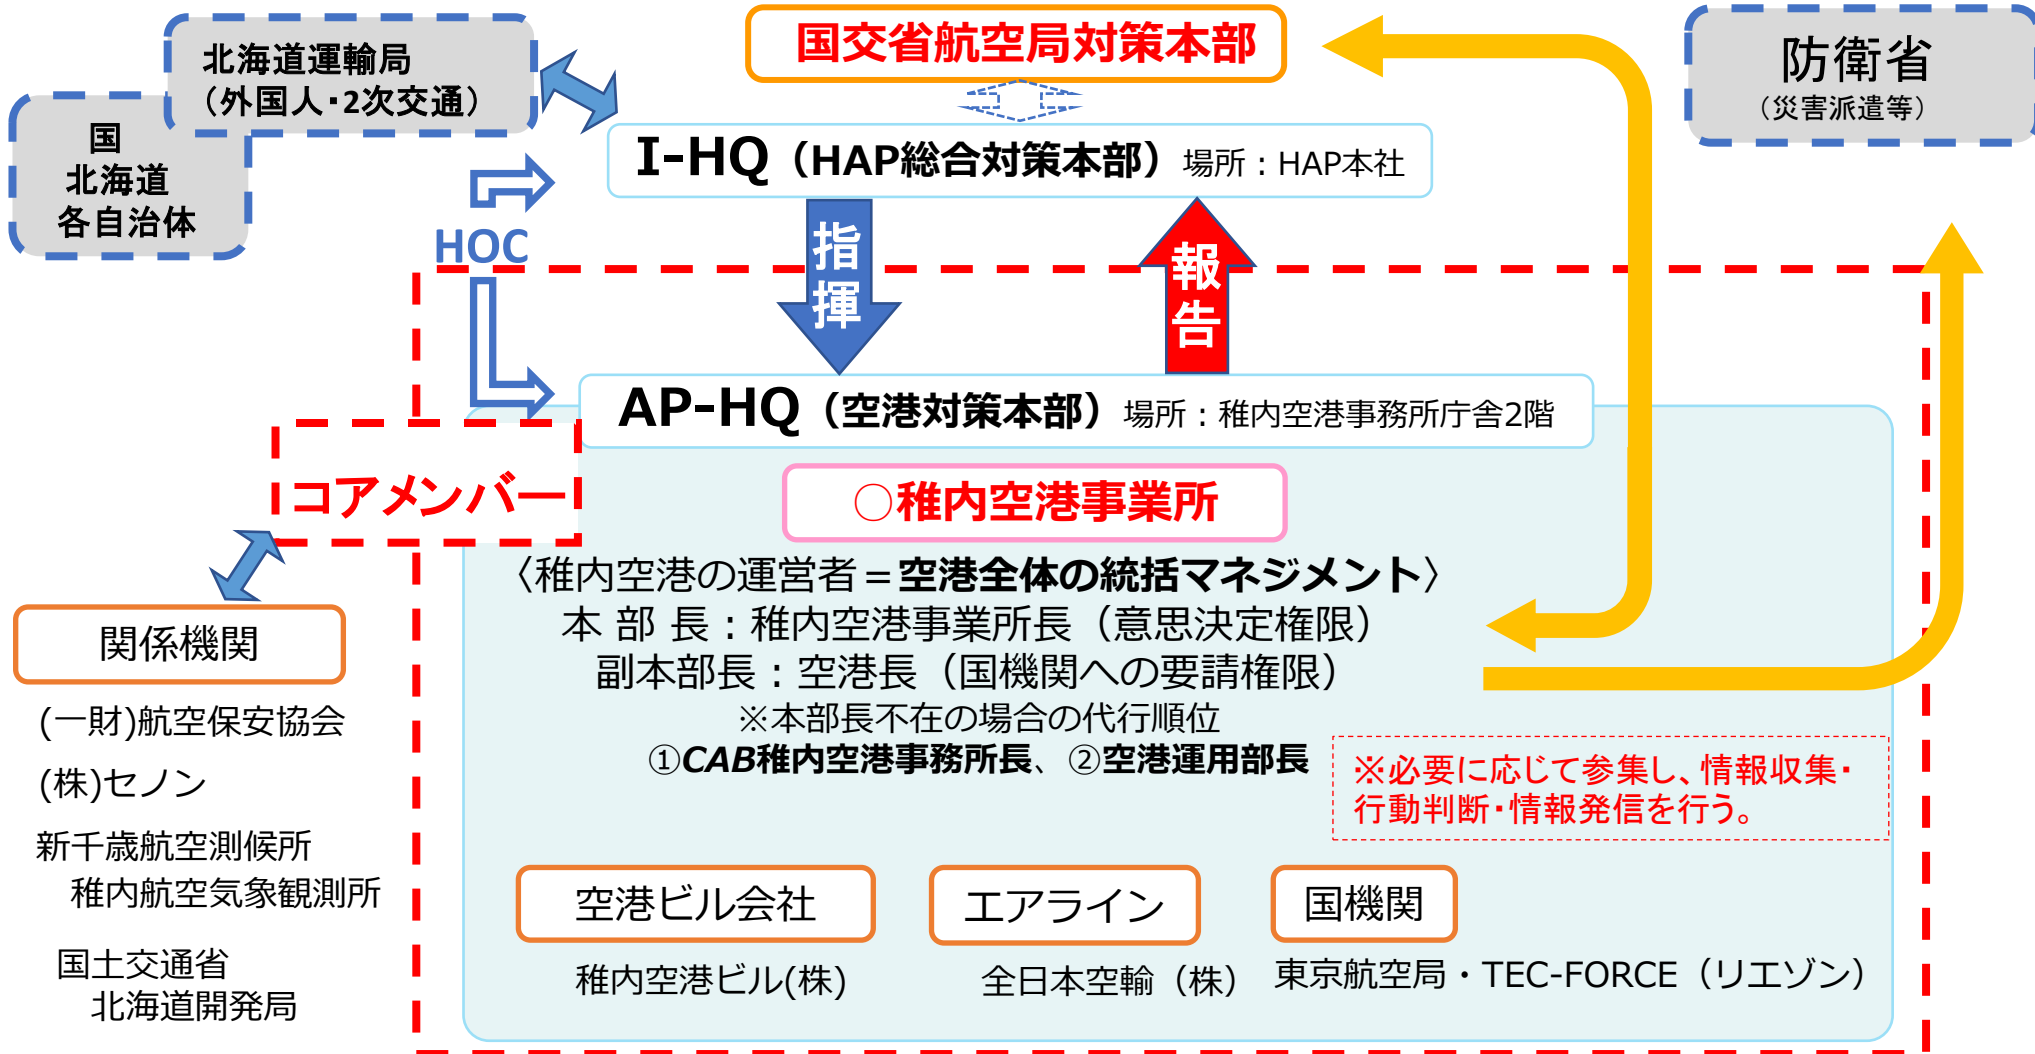 国交省航空局対策本部
北海道運輸局
（外国人・2次交通）
国
北海道
各自治体
防衛省
（災害派遣等）
I-HQ（HAP総合対策本部）場所：HAP本社
HOC
指揮
報告
AP-HQ（空港対策本部）場所：稚内空港事務所庁舎2階
コアメンバー
○稚内空港事業所
〈稚内空港の運営者＝空港全体の統括マネジメント〉
本 部 長：稚内空港事業所長（意思決定権限）
副本部長：空港長（国機関への要請権限）
※本部長不在の場合の代行順位
①CAB稚内空港事務所長、②空港運用部長
※必要に応じて参集し、情報収集・
行動判断・情報発信を行う。
関係機関
(一財)航空保安協会
(株)セノン
新千歳航空測候所
稚内航空気象観測所
国土交通省
北海道開発局
空港ビル会社
稚内空港ビル(株)
エアライン
全日本空輸（株）
国機関
東京航空局・TEC-FORCE（リエゾン）